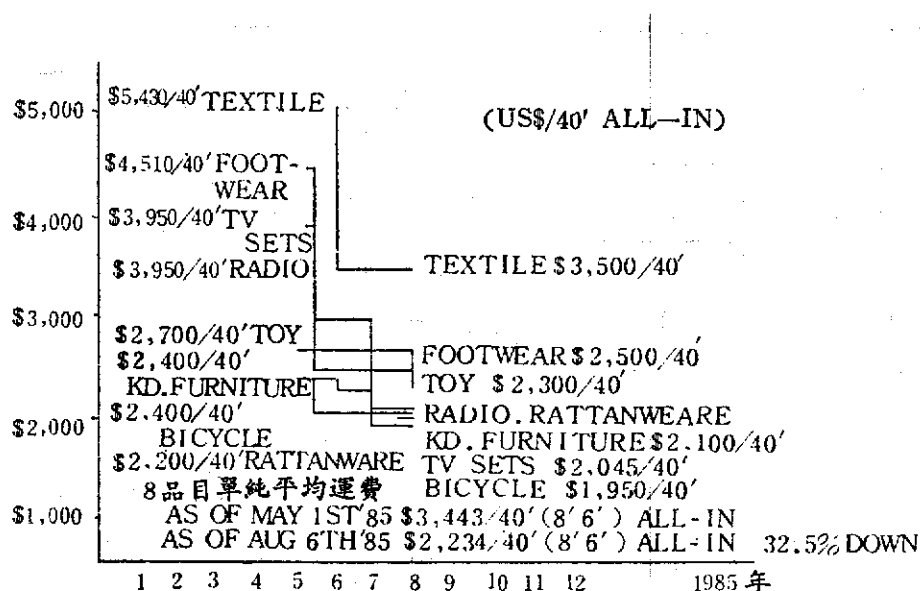 $5,000
$5,430/40' TEXTILE
(US$/40' ALL—IN)
$4,510/40' FOOT-
WEAR
$4,000
$3,950/40' TV
SETS
$3,950/40' RADIO
TEXTILE $3,500/40'
$3,000
$2,700/40' TOY
$2,400/40'
KD.FURNITURE
FOOTWEAR $2,500/40'
TOY $2,300/40'
$2,000
$2.400/40'
BICYCLE
RADIO.RATTANWEARE
KD.FURNITURE $2.100/40'
$2.200/40' RATTANWARE
TV SETS $2.045/40'
8品目單純平均運費
BICYCLE $1,950/40'
$1,000
AS OF MAY 1ST'85 $3,443/40' (8'6') ALL-IN
AS OF AUG 6TH'85 $2,234/40' (8'6') ALL-IN 32.5% DOWN
1 2 3 4 5 6 7 8 9 10 11 12 1985 年